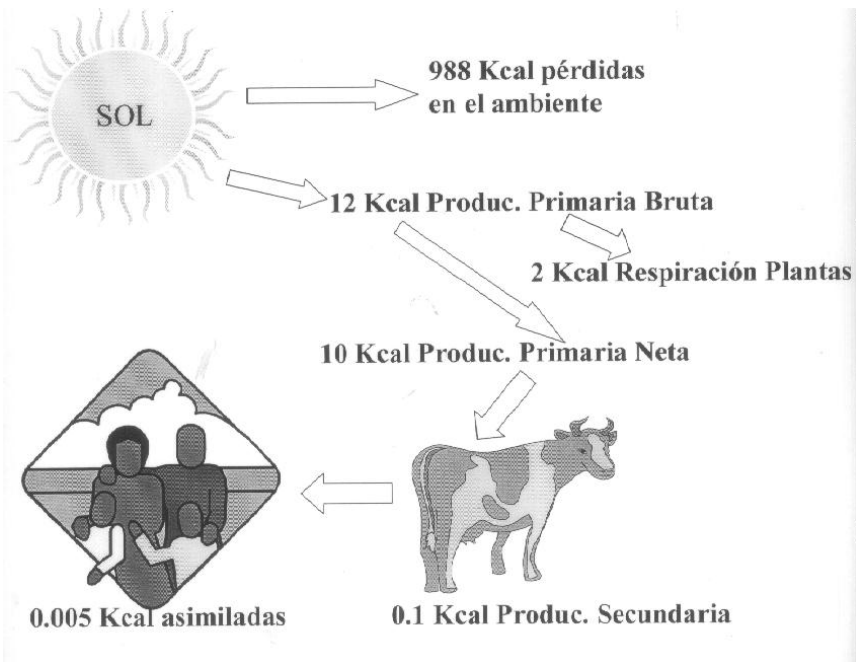 SOL
988 Kcal pérdidas
en el ambiente
12 Kcal Produc. Primaria Bruta
2 Kcal Respiración Plantas
10 Kcal Produc. Primaria Neta
0.005 Kcal asimiladas
0.1 Kcal Produc. Secundaria